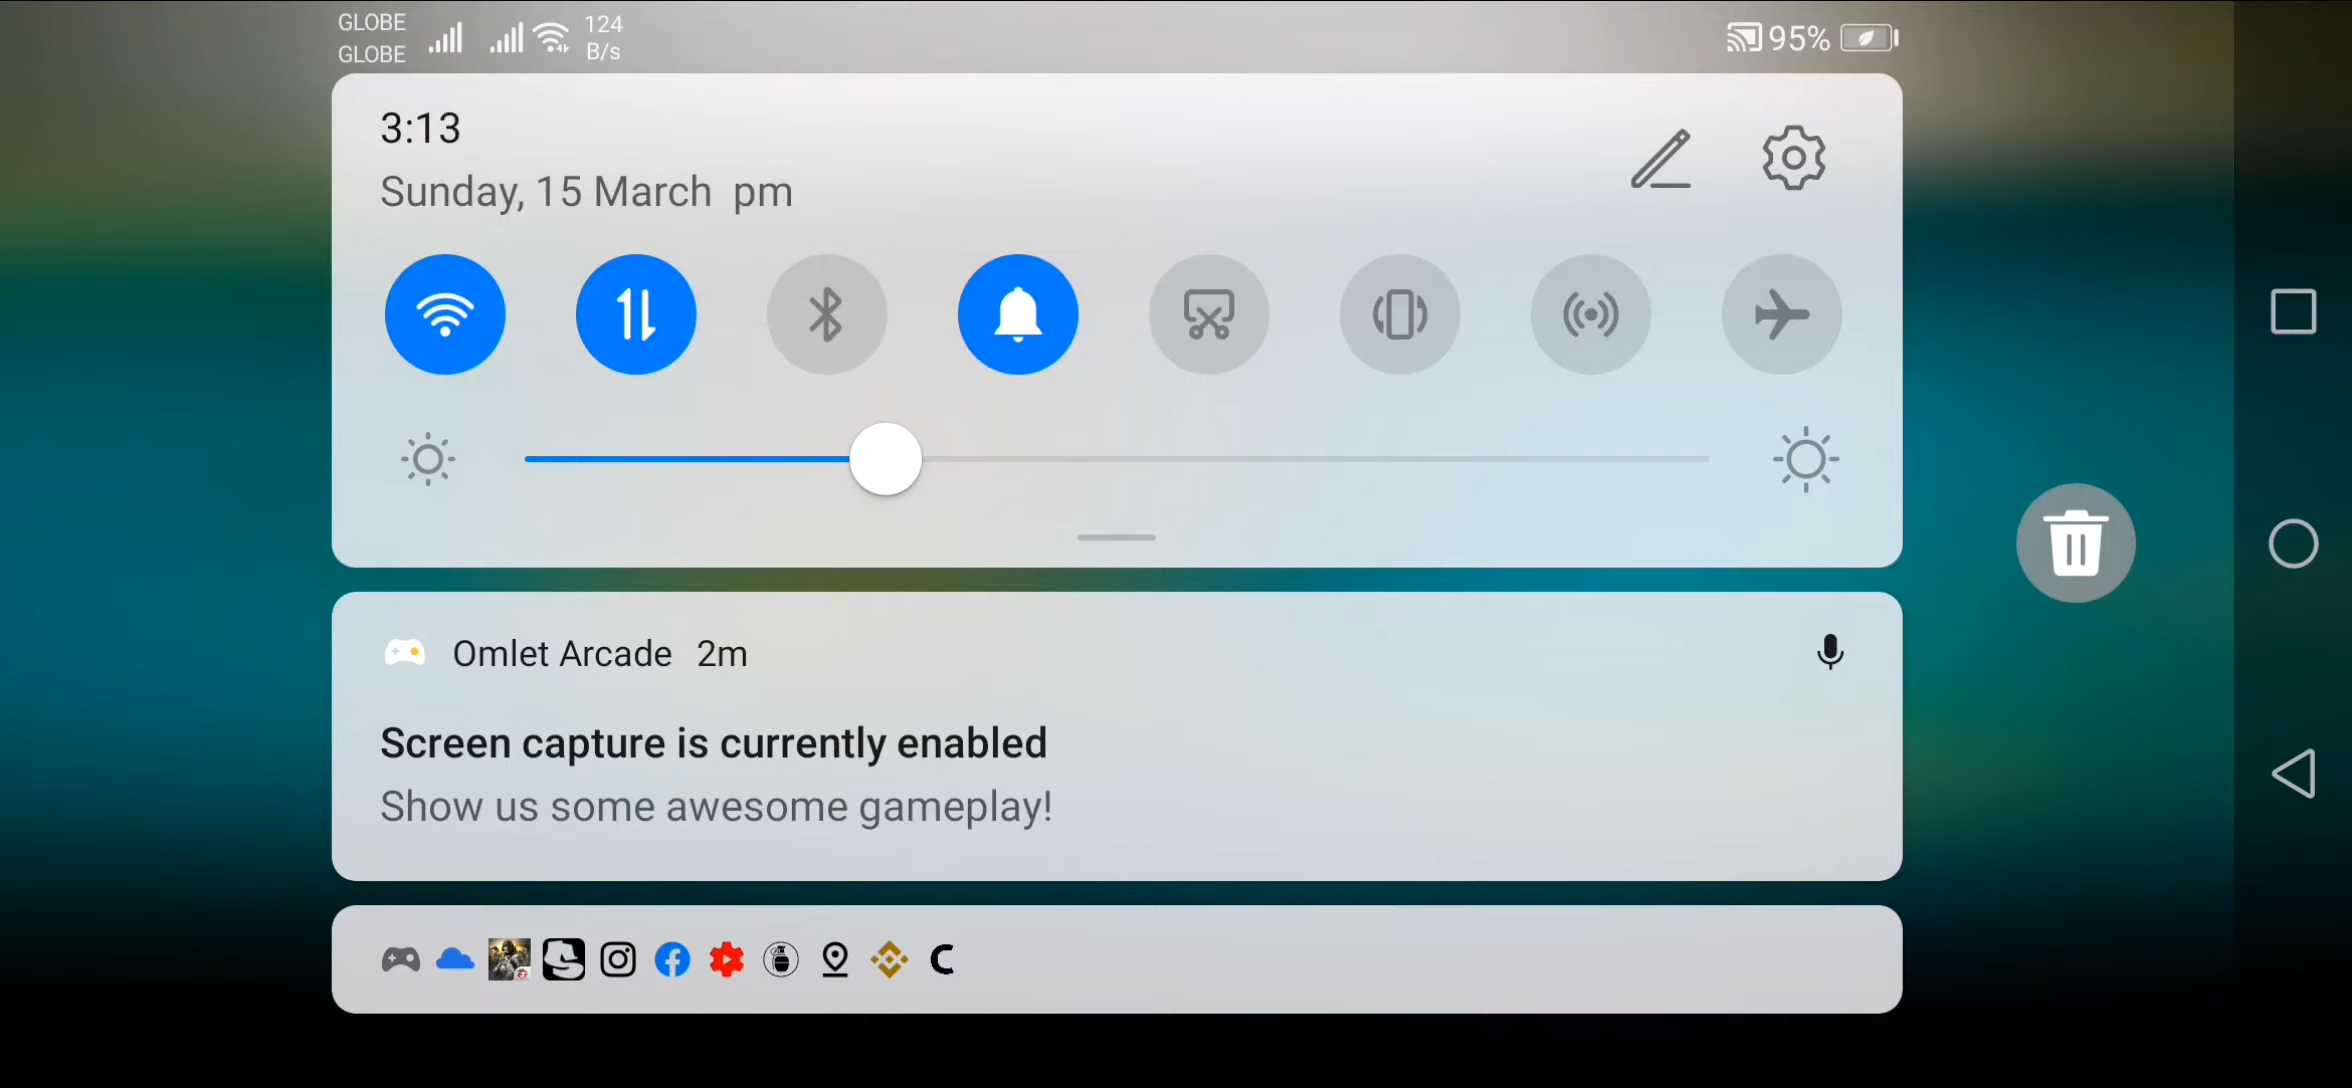 GLOBE
GLOBE
124
B/s
95%
3:13
Sunday, 15 March pm
Omlet Arcade 2m
Screen capture is currently enabled
Show us some awesome gameplay!